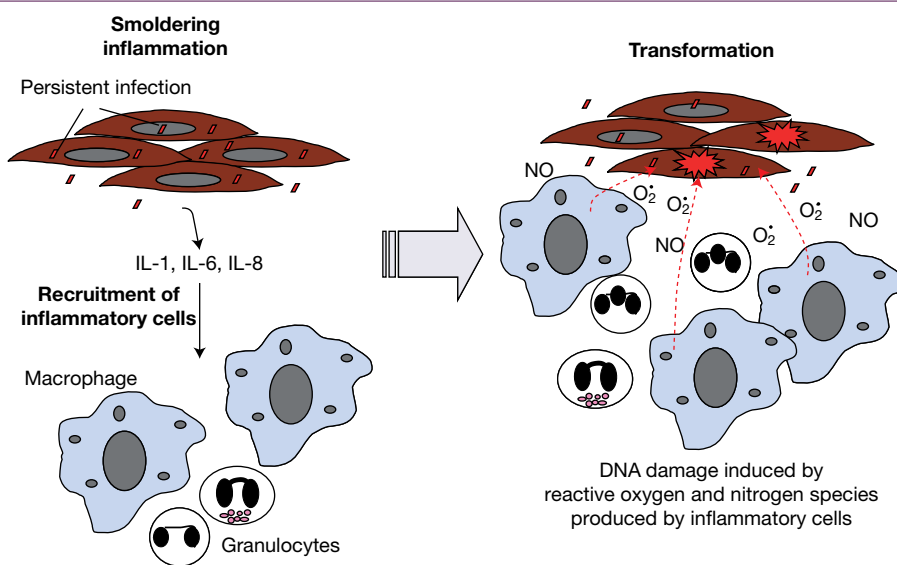 Smoldering
inflammation
Persistent infection
IL-1, IL-6, IL-8
Recruitment of
inflammatory cells
Macrophage
Granulocytes
Transformation
NO
O₂•
O₂•
O₂•
NO
NO
O₂•
DNA damage induced by
reactive oxygen and nitrogen species
produced by inflammatory cells